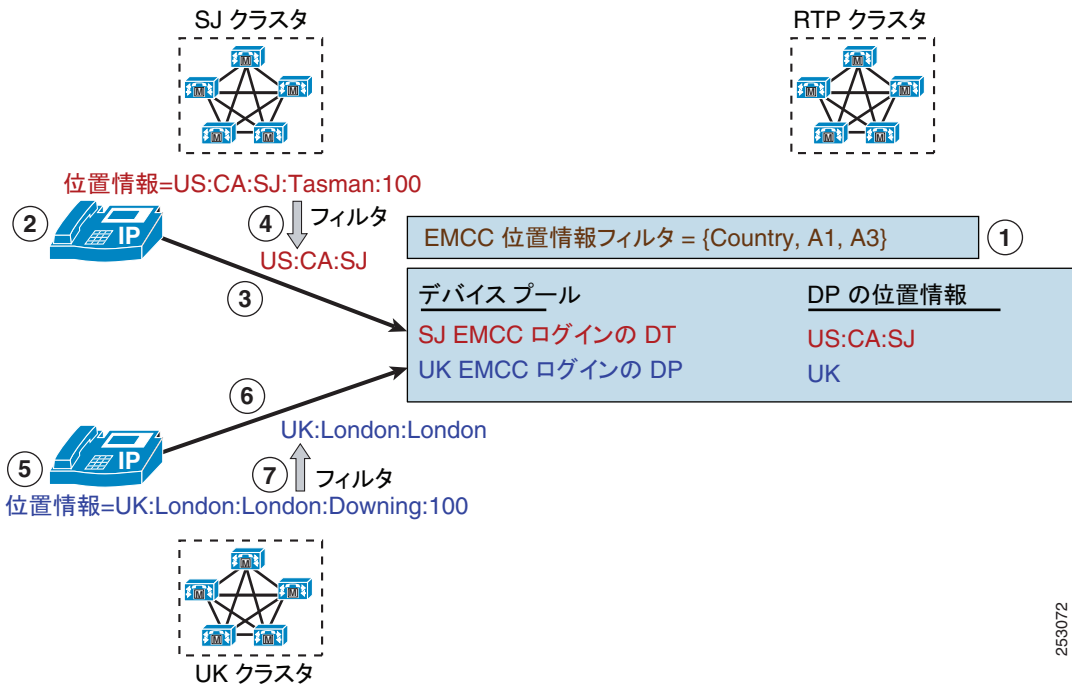 SJ クラスタ
RTP クラスタ
M
M
M
M
M
M
M
M
M
M
位置情報=US:CA:SJ:Tasman:100
2
IP
4
フィルタ
US:CA:SJ
EMCC 位置情報フィルタ = {Country, A1, A3}
1
3
デバイス プール
DP の位置情報
SJ EMCC ログインの DT
US:CA:SJ
UK EMCC ログインの DP
UK
6
UK:London:London
5
IP
7
フィルタ
位置情報=UK:London:London:Downing:100
M
M
M
M
M
UK クラスタ
253072